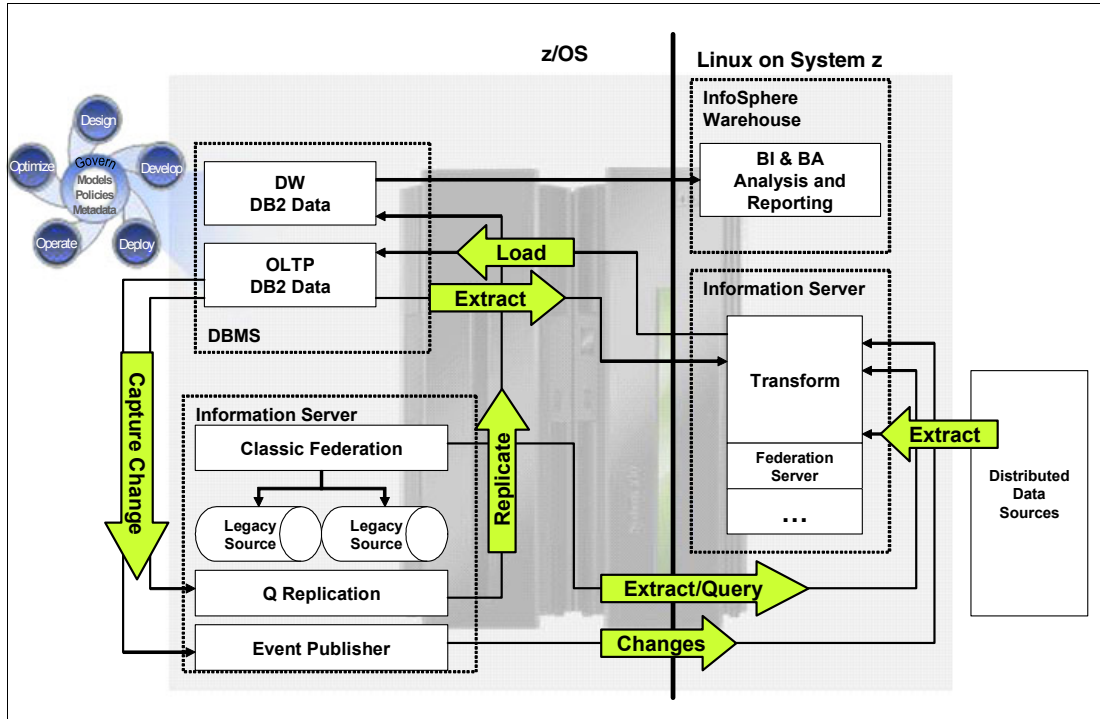 z/OS
Linux on System z
Design
Optimize
Govern
Develop
Models
Policies
Metadata
Operate
Deploy
DW
DB2 Data
OLTP
DB2 Data
DBMS
InfoSphere
Warehouse
BI & BA
Analysis and
Reporting
Load
Extract
Information Server
Transform
Federation
Server
...
Extract
Distributed
Data
Sources
Capture Change
Information Server
Classic Federation
Legacy
Source
Legacy
Source
Replicate
Q Replication
Extract/Query
Event Publisher
Changes